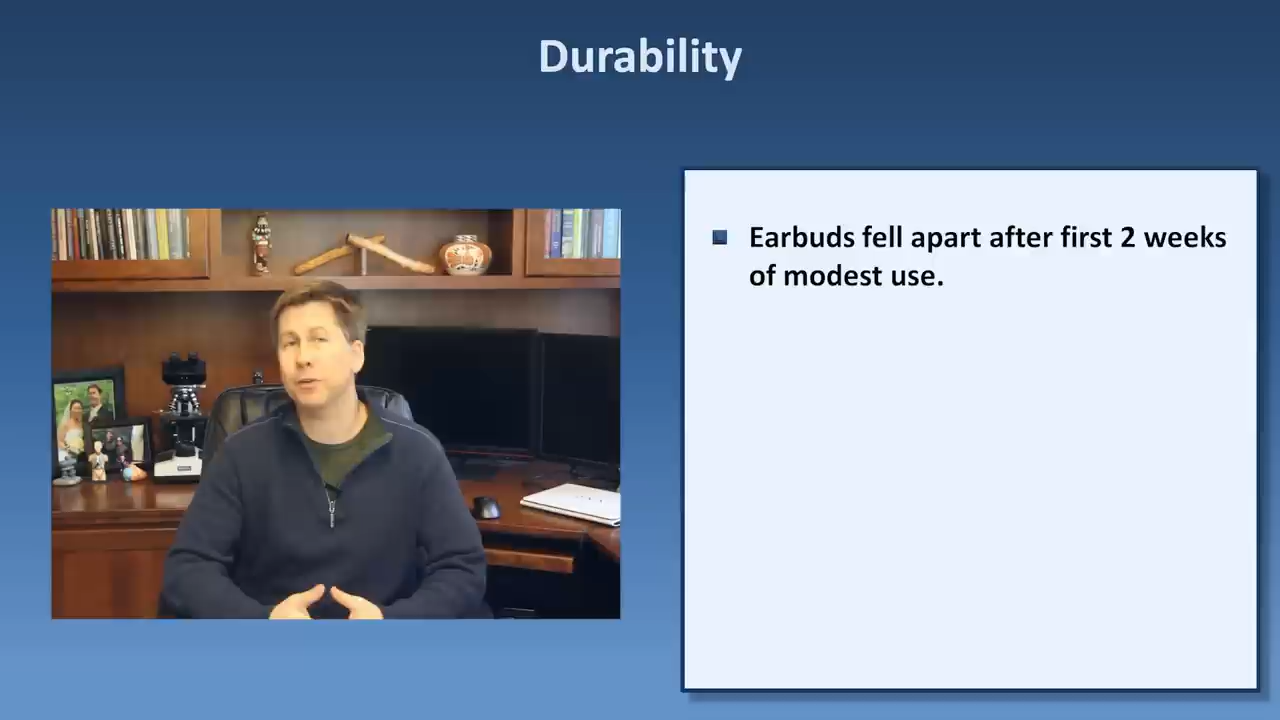 Durability
Earbuds fell apart after first 2 weeks
of modest use.